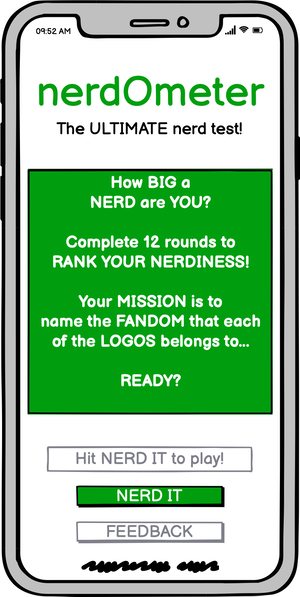 09:52 AM
nerdOmeter
The ULTIMATE nerd test!
How BIG a
NERD are YOU?
Complete 12 rounds to
RANK YOUR NERDINESS!
Your MISSION is to
name the FANDOM that each
of the LOGOS belongs to...
READY?
Hit NERD IT to play!
NERD IT
FEEDBACK